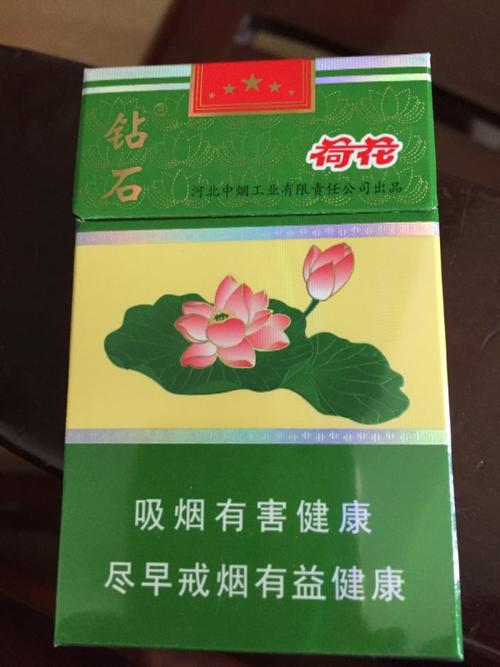 钻石®
荷花
河北中烟工业有限责任公司出品
吸烟有害健康
尽早戒烟有益健康